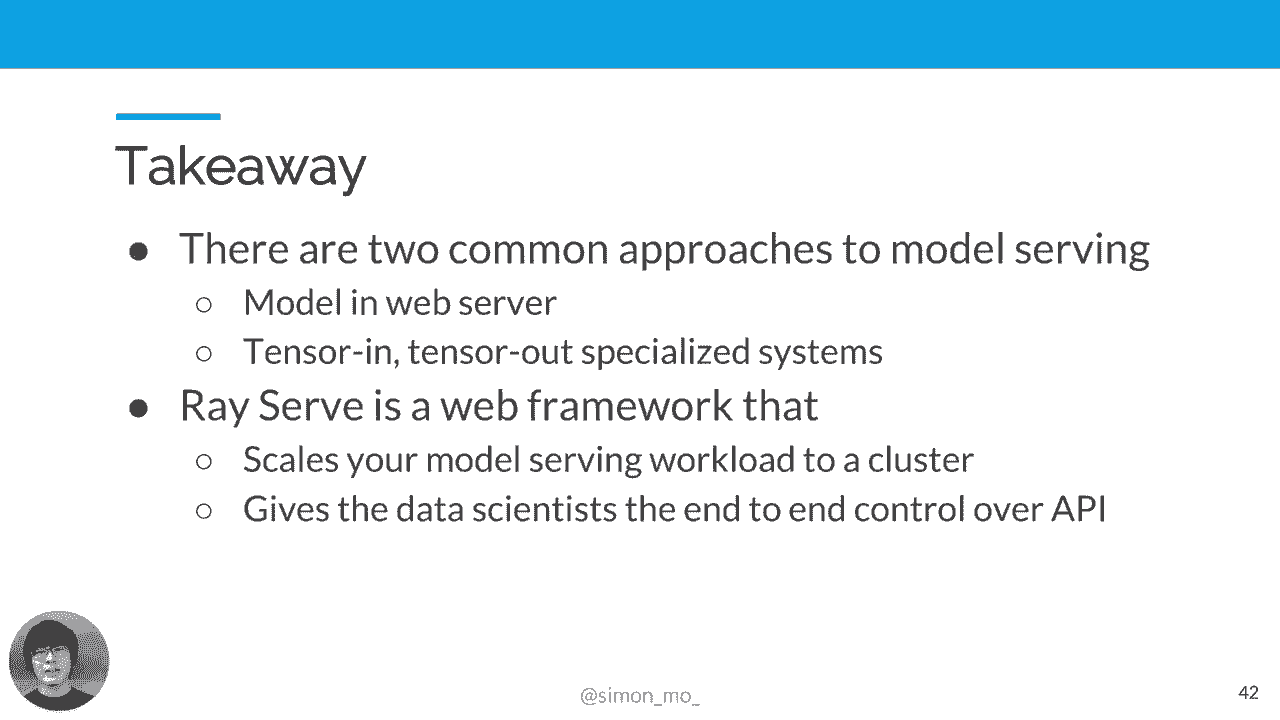 Takeaway
● There are two common approaches to model serving
○ Model in web server
○ Tensor-in, tensor-out specialized systems
● Ray Serve is a web framework that
○ Scales your model serving workload to a cluster
○ Gives the data scientists the end to end control over API
@simon_mo_
42